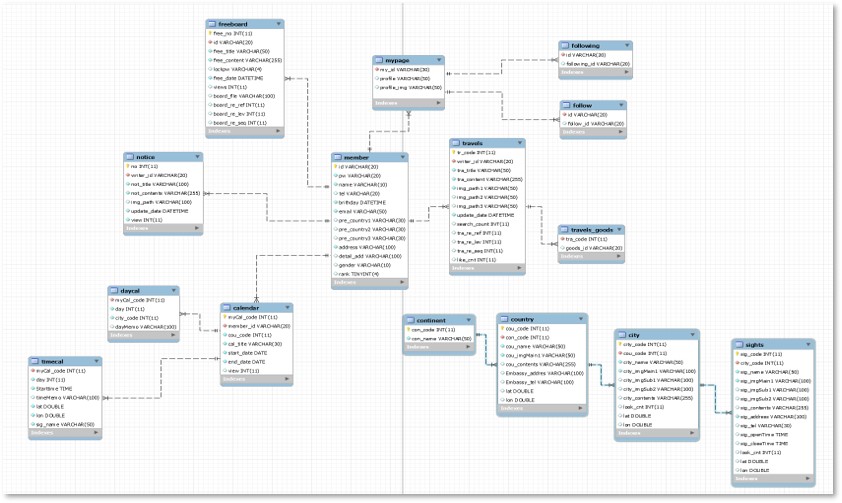 freeboard
free_no INT(11)
id VARCHAR(20)
free_title VARCHAR(50)
free_content VARCHAR(255)
VARCHAR(4)
free_date DATETIME
views INT(11)
board_file VARCHAR(100)
board_re_ref INT(11)
board_re_lev INT(11)
board_re_seq INT(11)
Indexes
mypage
my_id VARCHAR(30)
profile VARCHAR(50)
profile_img VARCHAR(50)
Indexes
following
id VARCHAR(20)
following_id VARCHAR(20)
Indexes
follow
id VARCHAR(20)
follow_id VARCHAR(20)
Indexes
notice
no INT(11)
writer_id VARCHAR(20)
not_title VARCHAR(100)
not_contents VARCHAR(255)
img_path VARCHAR(100)
update_date DATETIME
view INT(11)
Indexes
member
id VARCHAR(20)
pw VARCHAR(20)
name VARCHAR(10)
tel VARCHAR(20)
birthday DATETIME
email VARCHAR(50)
pre_country1 VARCHAR(30)
pre_country2 VARCHAR(30)
pre_country3 VARCHAR(30)
address VARCHAR(100)
detail_add VARCHAR(100)
gender VARCHAR(10)
rank TINYINT(4)
Indexes
travels
tr_code INT(11)
writer_id VARCHAR(20)
tra_title VARCHAR(50)
tra_content VARCHAR(255)
img_path1 VARCHAR(50)
img_path2 VARCHAR(50)
img_path3 VARCHAR(50)
update_date DATETIME
search_count INT(11)
tra_re_ref INT(11)
tra_re_lev INT(11)
tra_re_seq INT(11)
like_cnt INT(11)
Indexes
travels_goods
tra_code INT(11)
goods_id VARCHAR(20)
Indexes
daycal
myCal_code INT(11)
day INT(11)
city_code INT(11)
dayMemo VARCHAR(100)
Indexes
calendar
myCal_code INT(11)
member_id VARCHAR(20)
cou_code INT(11)
cal_title VARCHAR(30)
start_date DATE
end_date DATE
view INT(11)
Indexes
timecal
myCal_code INT(11)
day INT(11)
Starttime TIME
timeMemo VARCHAR(100)
lat DOUBLE
lon DOUBLE
sig_name VARCHAR(50)
Indexes
continent
con_code INT(11)
con_name VARCHAR(50)
Indexes
country
cou_code INT(11)
con_code INT(11)
cou_name VARCHAR(50)
cou_imgMain1 VARCHAR(50)
cou_contents VARCHAR(255)
Embassy_addres VARCHAR(100)
Embassy_tel VARCHAR(100)
lat DOUBLE
lon DOUBLE
Indexes
city
city_code INT(11)
cou_code INT(11)
city_name VARCHAR(50)
city_imgMain1 VARCHAR(100)
city_imgSub1 VARCHAR(100)
city_imgSub2 VARCHAR(100)
city_contents VARCHAR(255)
look_cnt INT(11)
lat DOUBLE
lon DOUBLE
Indexes
sights
sig_code INT(11)
city_code INT(11)
sig_name VARCHAR(50)
sig_imgMain1 VARCHAR(100)
sig_imgSub1 VARCHAR(100)
sig_imgSub2 VARCHAR(100)
sig_contents VARCHAR(255)
sig_address VARCHAR(100)
sig_tel VARCHAR(30)
sig_openTime TIME
sig_closeTime TIME
look_cnt INT(11)
lat DOUBLE
lon DOUBLE
Indexes